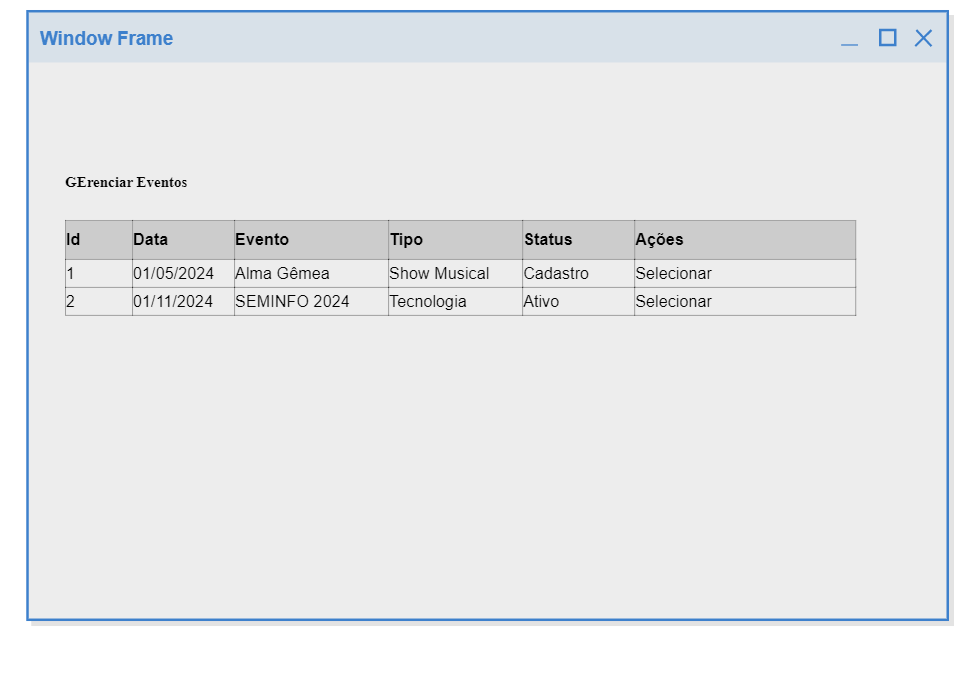 Window Frame
GErenciar Eventos
Id Data Evento Tipo Status Ações
1 01/05/2024 Alma Gêmea Show Musical Cadastro Selecionar
2 01/11/2024 SEMINFO 2024 Tecnologia Ativo Selecionar